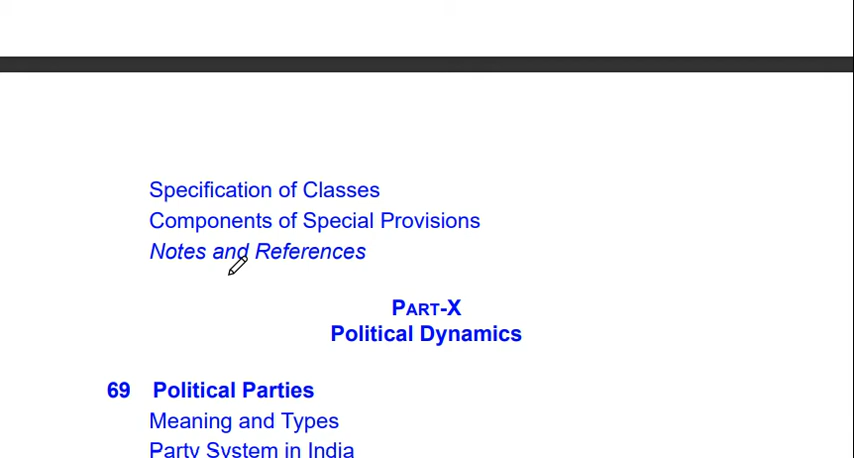 Specification of Classes
Components of Special Provisions
Notes and References
PART-X
Political Dynamics
69 Political Parties
Meaning and Types
Party System in India